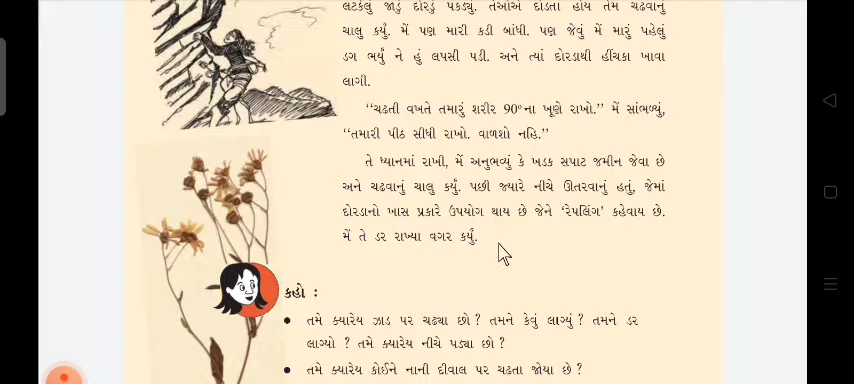 લટકેલું જાડું દોરડું પકડ્યું. તેઓએ દોડતા હોય તેમ ચઢવાનું
ચાલુ કર્યું. મેં પણ મારી કડી બાંધી. પણ જેવું મેં મારું પહેલું
ડગ ભર્યું ને હું લપસી પડી. અને ત્યાં દોરડાથી હીંચકા ખાવા
લાગી.
“ચઢતી વખતે તમારું શરીર 90° ના ખૂણે રાખો.” મેં સાંભળ્યું,
“તમારી પીઠ સીધી રાખો. વાળશો નહિ.”
તે ધ્યાનમાં રાખી, મેં અનુભવ્યું કે ખડક સપાટ જમીન જેવા છે
અને ચઢવાનું ચાલુ કર્યું. પછી જ્યારે નીચે ઊતરવાનું હતું, જેમાં
દોરડાનો ખાસ પ્રકારે ઉપયોગ થાય છે જેને ‘રેપલિંગ’ કહેવાય છે.
મેં તે ડર રાખ્યા વગર કર્યું.
કહો :
● તમે ક્યારેય ઝાડ પર ચઢ્યા છો ? તમને કેવું લાગ્યું ? તમને ડર
લાગ્યો ? તમે ક્યારેય નીચે પડ્યા છો ?
● તમે ક્યારેય કોઈને નાની દીવાલ પર ચઢતા જોયા છે ?